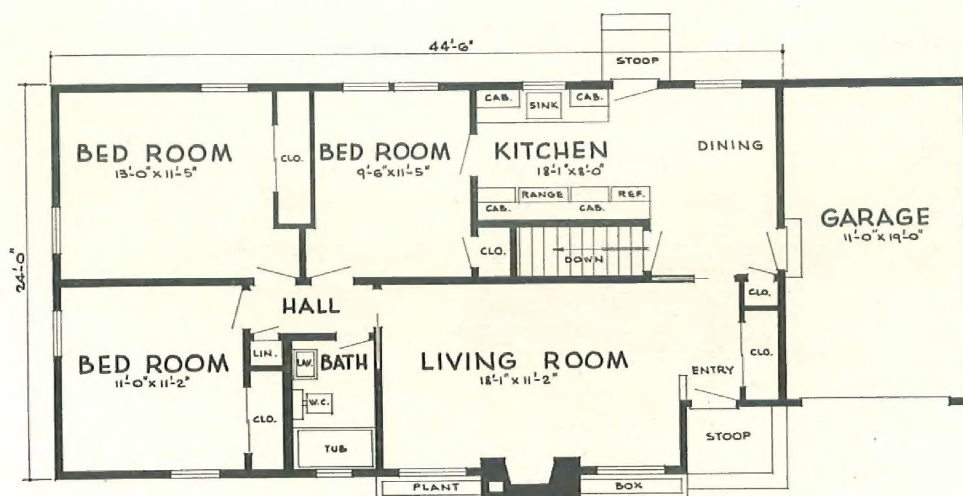 44'-6"
STOOP
CAB.
SINK
CAB.
BED ROOM
13'-0" X 11'-5"
CLO.
BED ROOM
9'-6" X 11'-5"
KITCHEN
18'-1" X 8'-0"
DINING
RANGE
REF.
CAB.
CAB.
GARAGE
11'-0" X 19'-0"
24'-0"
CLO.
DOWN
HALL
CLO.
BED ROOM
11'-0" X 11'-2"
LIN.
LAV.
BATH
LIVING ROOM
18'-1" X 11'-2"
CLO.
ENTRY
W.C.
CLO.
TUB
STOOP
PLANT
BOX